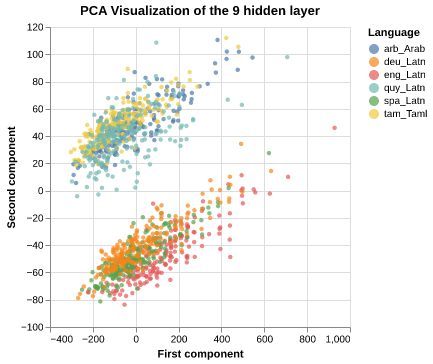 PCA Visualization of the 9 hidden layer
Language
arb_Arab
deu_Latn
eng_Latn
quy_Latn
spa_Latn
tam_Taml
Second component
120
100
80
60
40
20
0
−20
−40
−60
−80
−100
−400 −200 0 200 400 600 800 1,000
First component